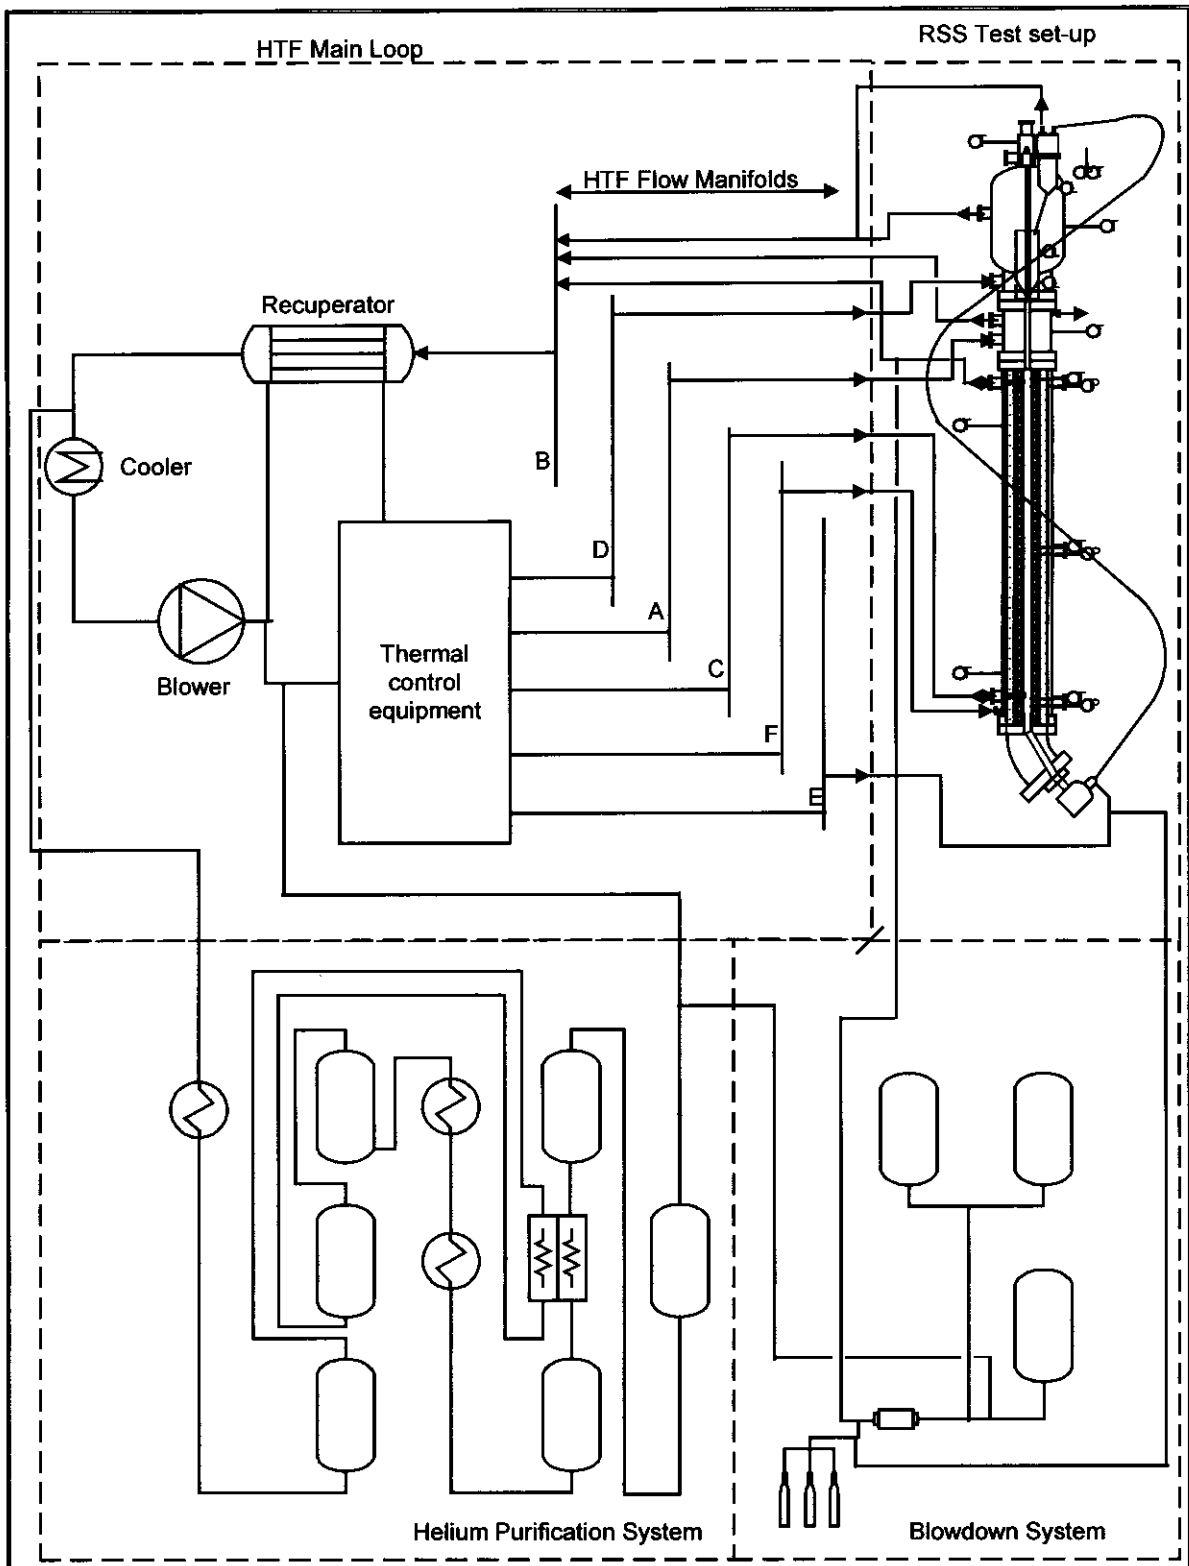 HTF Main Loop
RSS Test set-up
HTF Flow Manifolds
Recuperator
Cooler
B
D
A
Blower
Thermal
control
equipment
C
F
E
Helium Purification System
Blowdown System